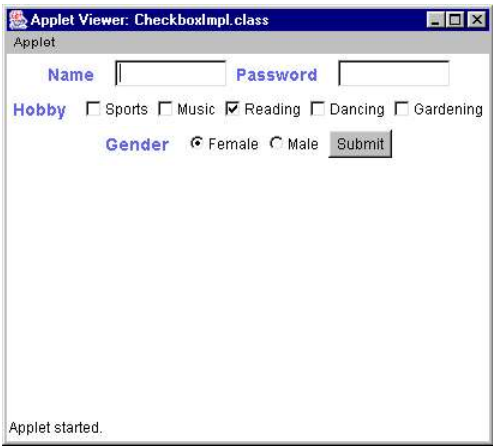 Applet Viewer: CheckboxImpl.class
Applet
Name Password
Hobby Sports Music Reading Dancing Gardening
Gender Female Male Submit
Applet started.